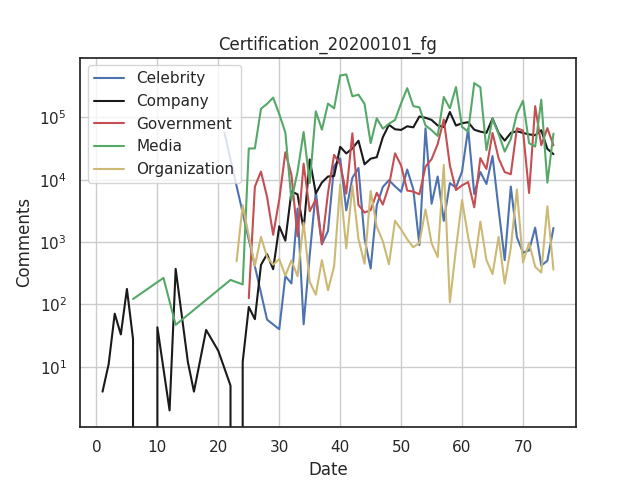 Certification_20200101_fg
Celebrity
Company
Government
Media
Organization
Comments
10^5
10^4
10^3
10^2
10^1
0 10 20 30 40 50 60 70
Date